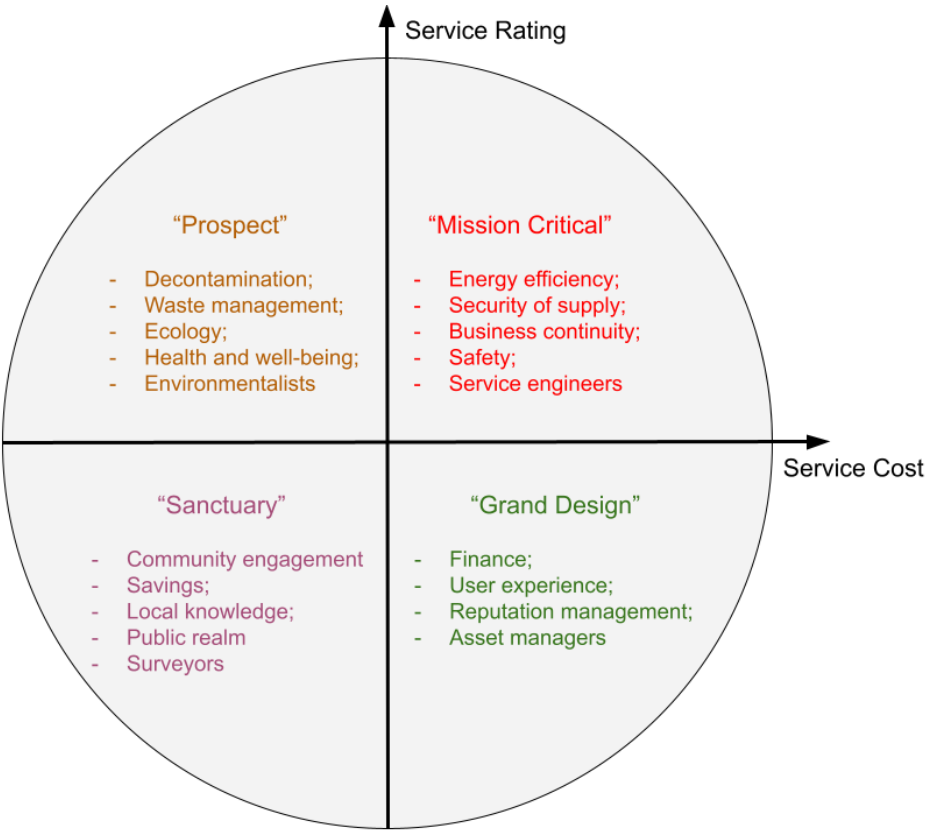 Service Rating
“Prospect”
- Decontamination;
- Waste management;
- Ecology;
- Health and well-being;
- Environmentalists
“Mission Critical”
- Energy efficiency;
- Security of supply;
- Business continuity;
- Safety;
- Service engineers
Service Cost
“Sanctuary”
- Community engagement
- Savings;
- Local knowledge;
- Public realm
- Surveyors
“Grand Design”
- Finance;
- User experience;
- Reputation management;
- Asset managers